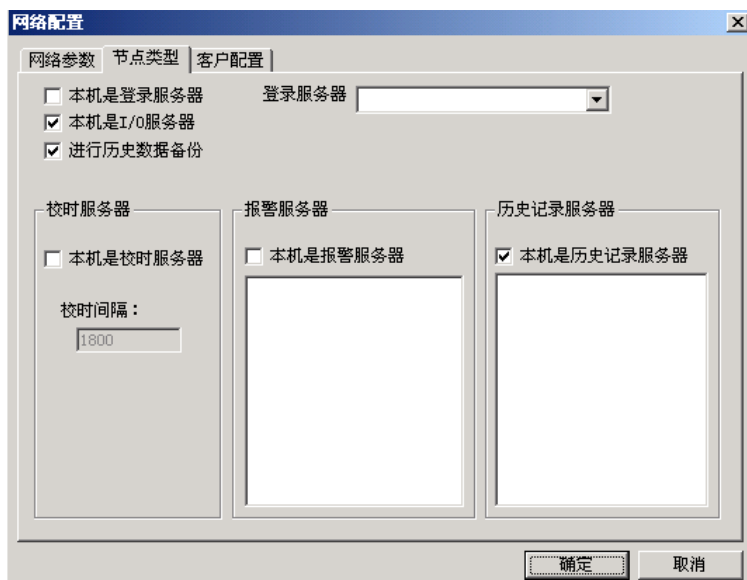 网络配置
网络参数 节点类型 客户配置
本机是登录服务器 登录服务器
本机是I/O服务器
进行历史数据备份
校时服务器 报警服务器 历史记录服务器
本机是校时服务器 本机是报警服务器 本机是历史记录服务器
校时间隔：
1800
确定 取消